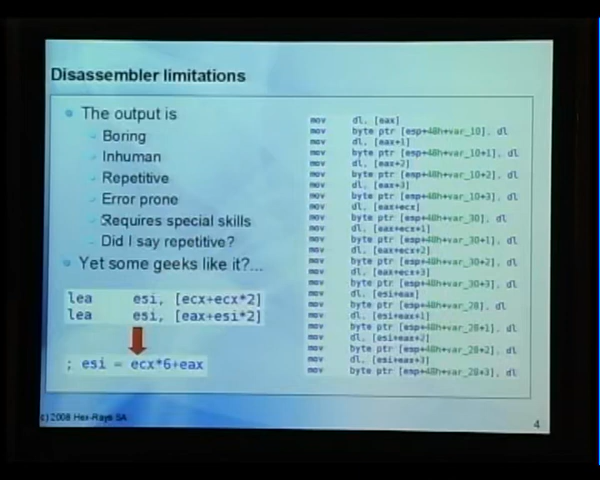 Disassembler limitations
The output is
Boring
Inhuman
Repetitive
Error prone
Requires special skills
Did I say repetitive?
Yet some geeks like it?...
lea esi, [ecx+ecx*2]
lea esi, [eax+esi*2]
; esi = ecx*6+eax
mov dl, [eax]
mov byte ptr [esp+48h+var_10], dl
mov dl, [eax+1]
mov byte ptr [esp+48h+var_10+1], dl
mov dl, [eax+2]
mov byte ptr [esp+48h+var_10+2], dl
mov dl, [eax+3]
mov byte ptr [esp+48h+var_10+3], dl
mov dl, [eax+ecx]
mov byte ptr [esp+48h+var_30], dl
mov dl, [eax+ecx+1]
mov byte ptr [esp+48h+var_30+1], dl
mov dl, [eax+ecx+2]
mov byte ptr [esp+48h+var_30+2], dl
mov dl, [eax+ecx+3]
mov byte ptr [esp+48h+var_30+3], dl
mov dl, [esi+eax]
mov byte ptr [esp+48h+var_20], dl
mov dl, [esi+eax+1]
mov byte ptr [esp+48h+var_20+1], dl
mov dl, [esi+eax+2]
mov byte ptr [esp+48h+var_20+2], dl
mov dl, [esi+eax+3]
mov byte ptr [esp+48h+var_20+3], dl
c) 2008 Hex-Rays SA
4